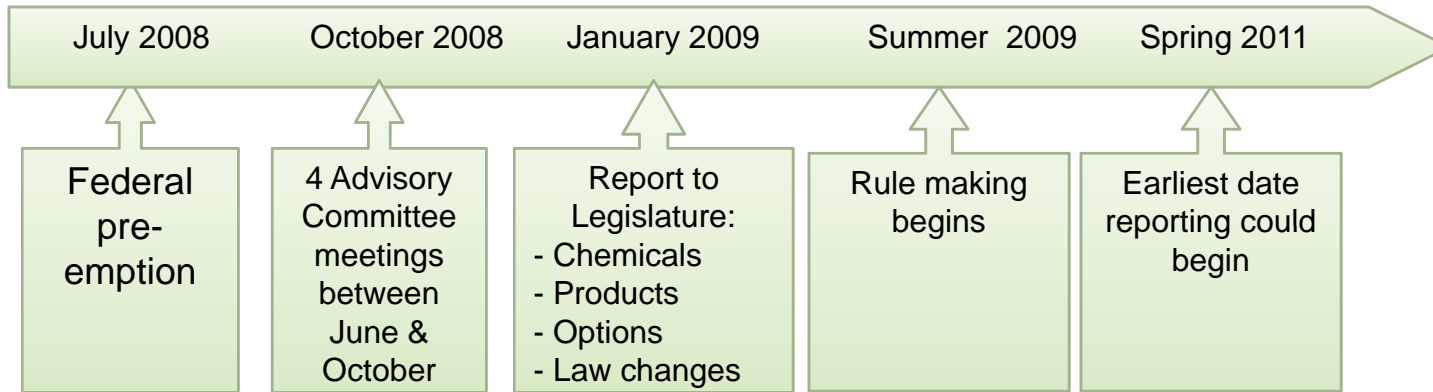 July 2008
October 2008
January 2009
Summer 2009
Spring 2011
Federal
pre-
emption
4 Advisory
Committee
meetings
between
June &
October
Report to
Legislature:
- Chemicals
- Products
- Options
- Law changes
Rule making
begins
Earliest date
reporting could
begin